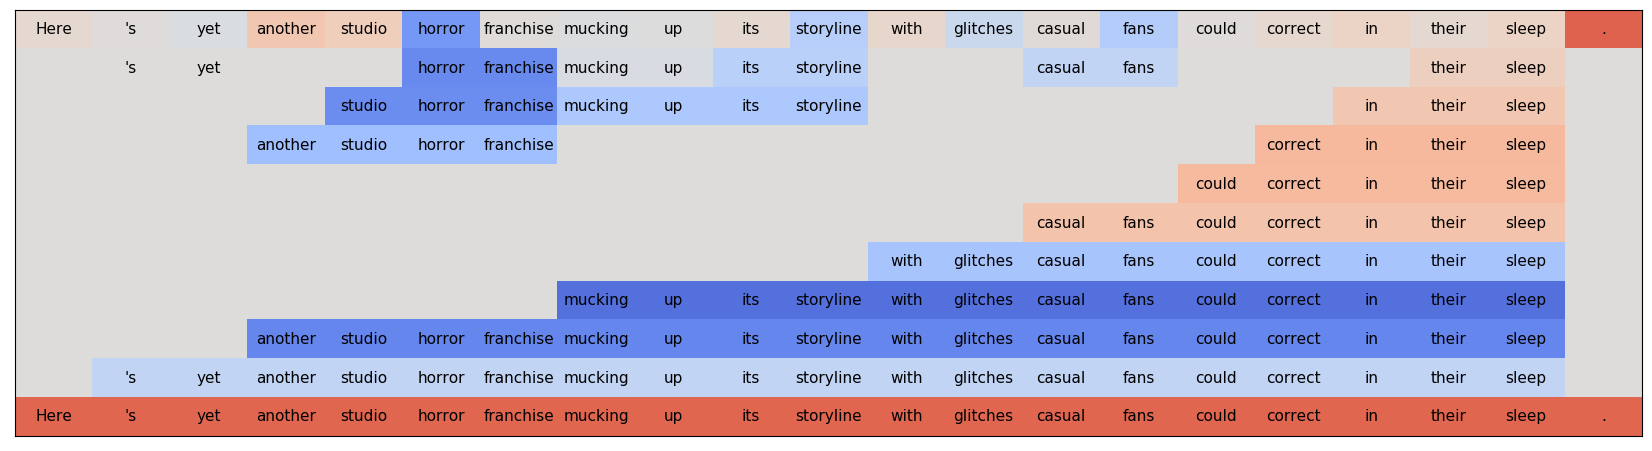 Here 's yet another studio horror franchise mucking up its storyline with glitches casual fans could correct in their sleep .
's yet horror franchise mucking up its storyline casual fans their sleep
studio horror franchise mucking up its storyline in their sleep
another studio horror franchise correct in their sleep
could correct in their sleep
casual fans could correct in their sleep
with glitches casual fans could correct in their sleep
mucking up its storyline with glitches casual fans could correct in their sleep
another studio horror franchise mucking up its storyline with glitches casual fans could correct in their sleep
's yet another studio horror franchise mucking up its storyline with glitches casual fans could correct in their sleep
Here 's yet another studio horror franchise mucking up its storyline with glitches casual fans could correct in their sleep .